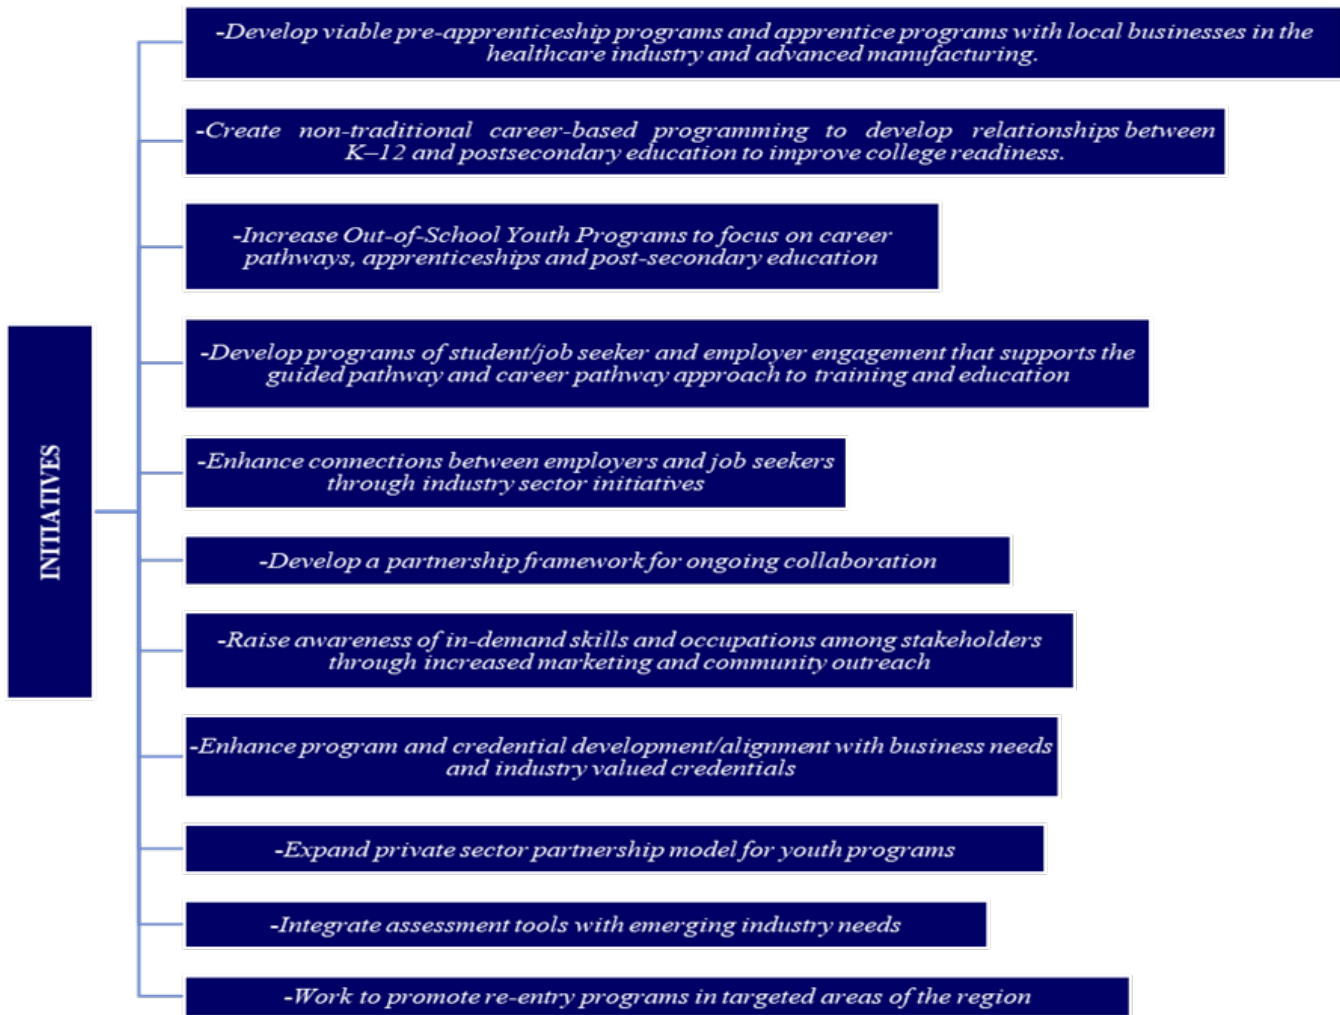 -Develop viable pre-apprenticeship programs and apprentice programs with local businesses in the
healthcare industry and advanced manufacturing.
-Create non-traditional career-based programming to develop relationships between
K–12 and postsecondary education to improve college readiness.
-Increase Out-of-School Youth Programs to focus on career
pathways, apprenticeships and post-secondary education
INITIATIVES
-Develop programs of student/job seeker and employer engagement that supports the
guided pathway and career pathway approach to training and education
-Enhance connections between employers and job seekers
through industry sector initiatives
-Develop a partnership framework for ongoing collaboration
-Raise awareness of in-demand skills and occupations among stakeholders
through increased marketing and community outreach
-Enhance program and credential development/alignment with business needs
and industry valued credentials
-Expand private sector partnership model for youth programs
-Integrate assessment tools with emerging industry needs
-Work to promote re-entry programs in targeted areas of the region